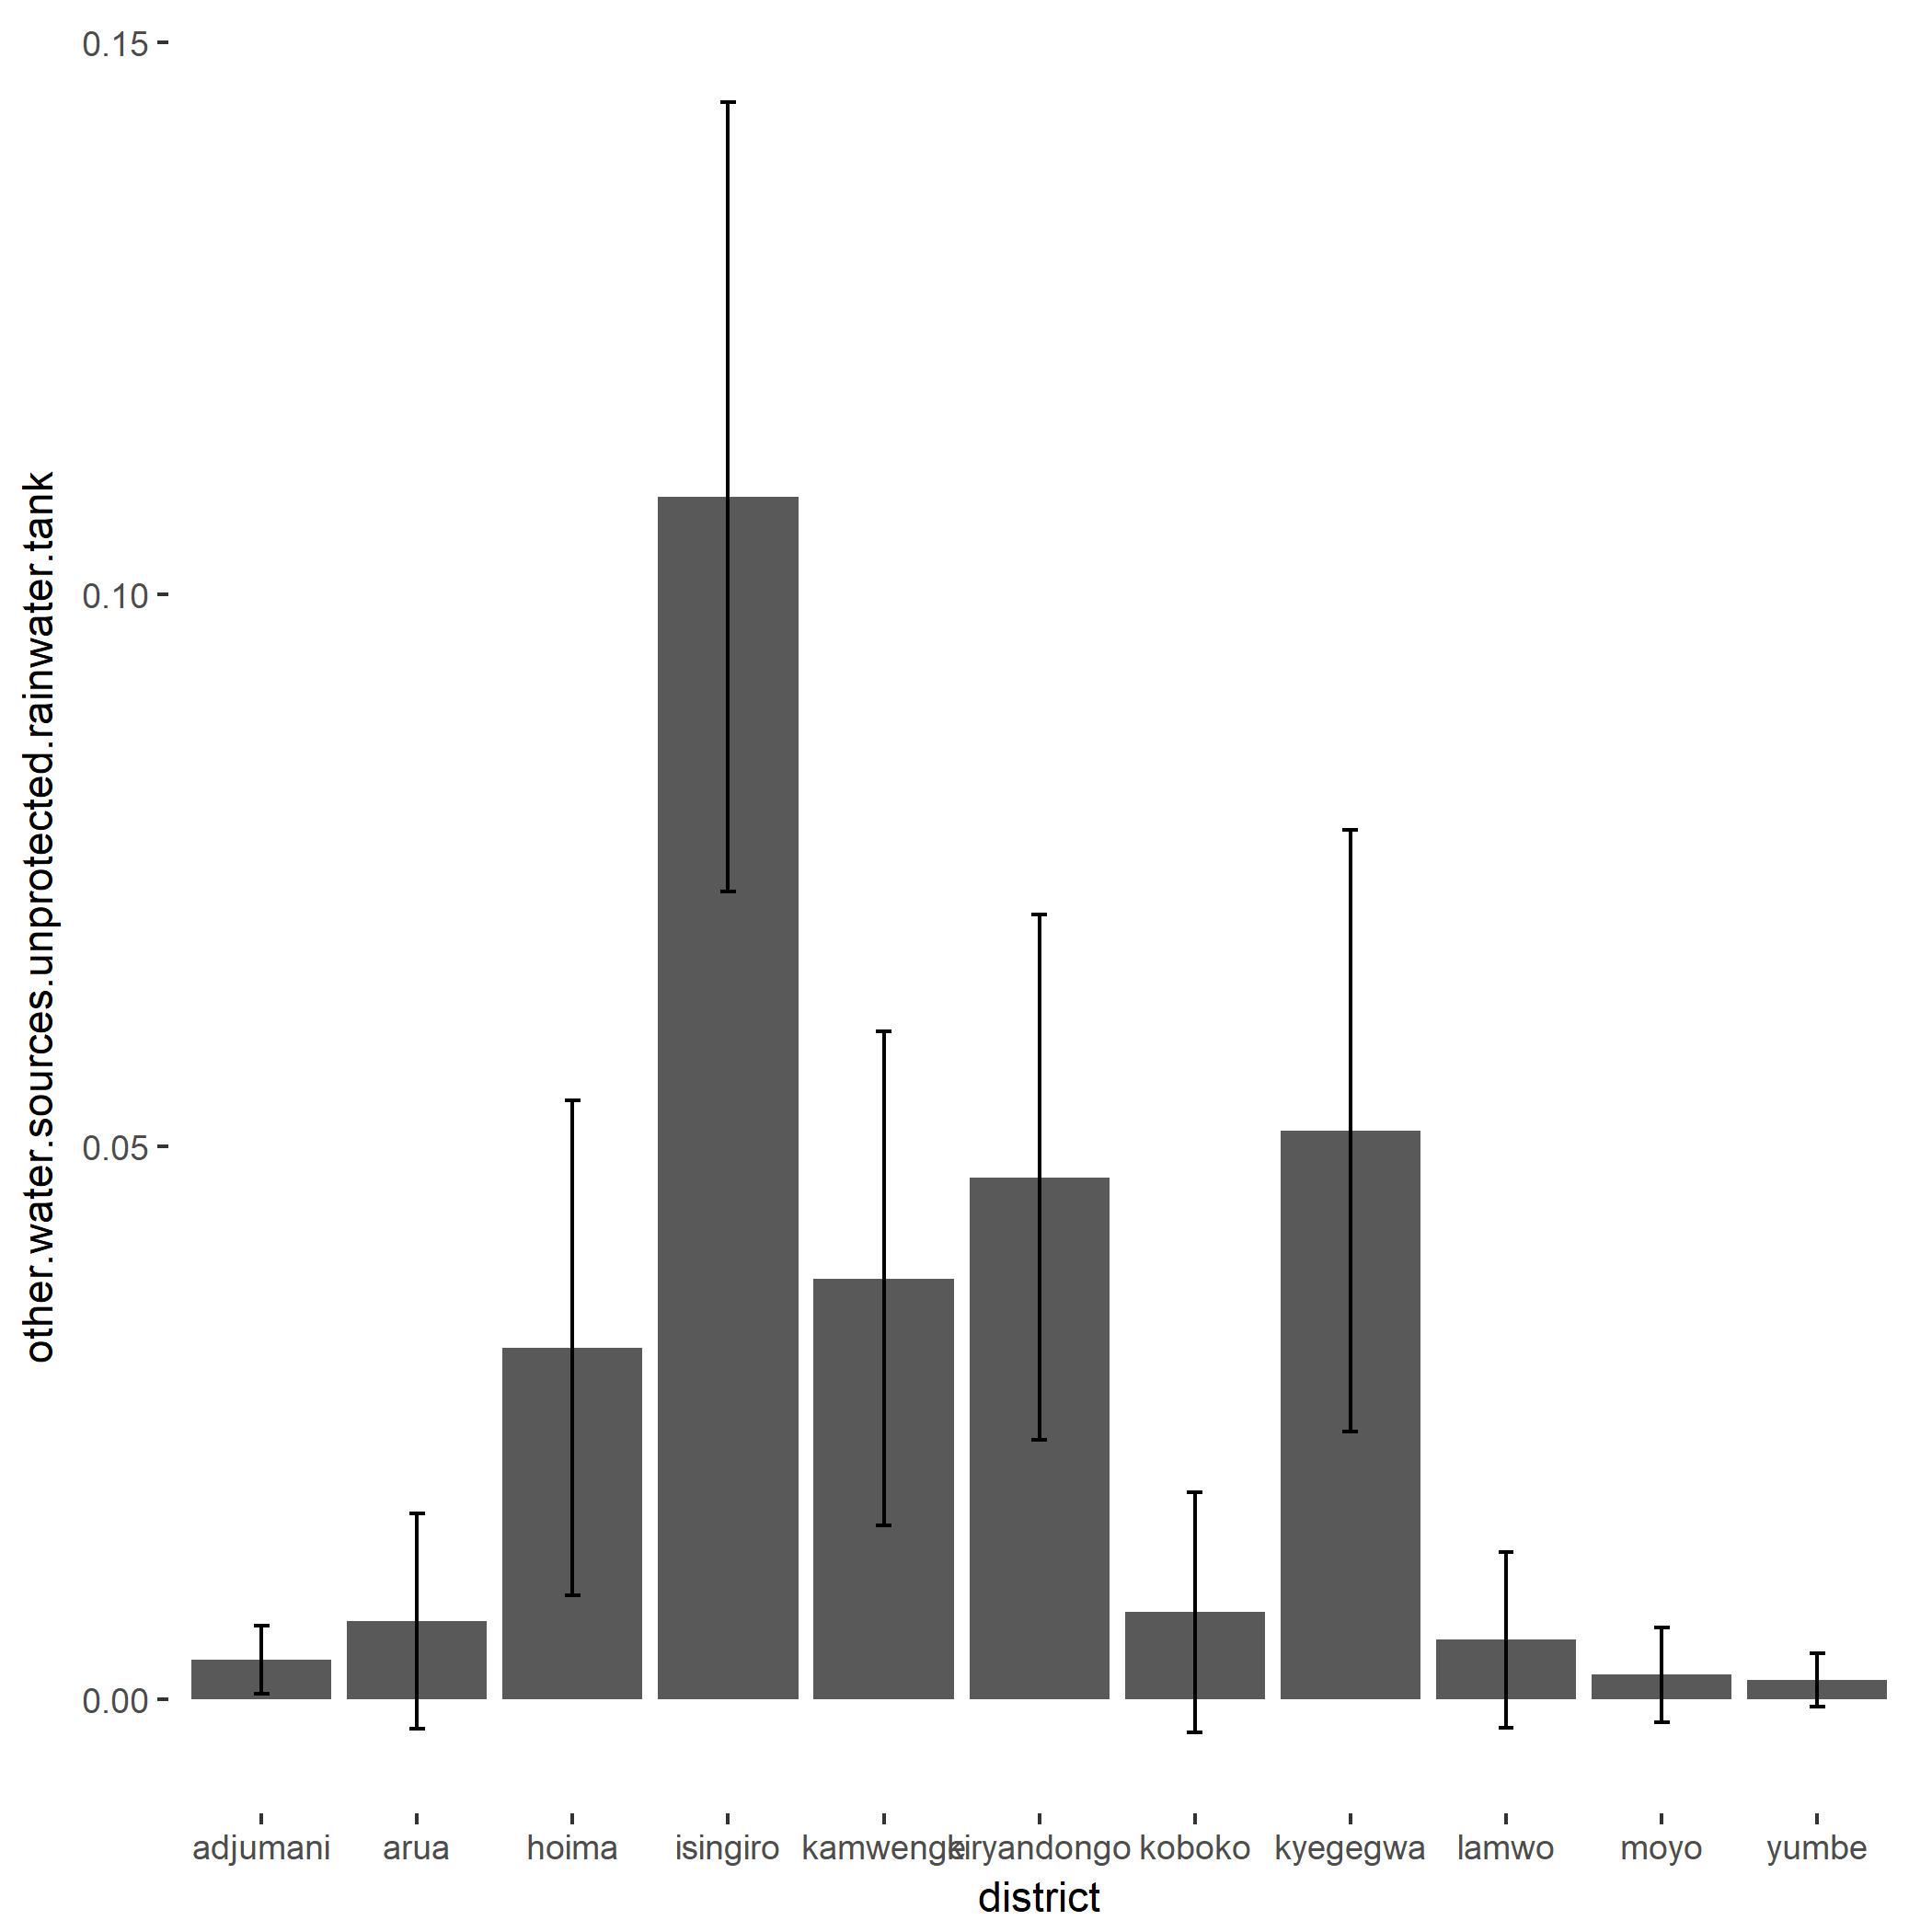 other.water.sources.unprotected.rainwater.tank
0.15
0.10
0.05
0.00
adjumani arua hoima isingiro kamwenge kiryandongo koboko kyegegwa lamwo moyo yumbe
district